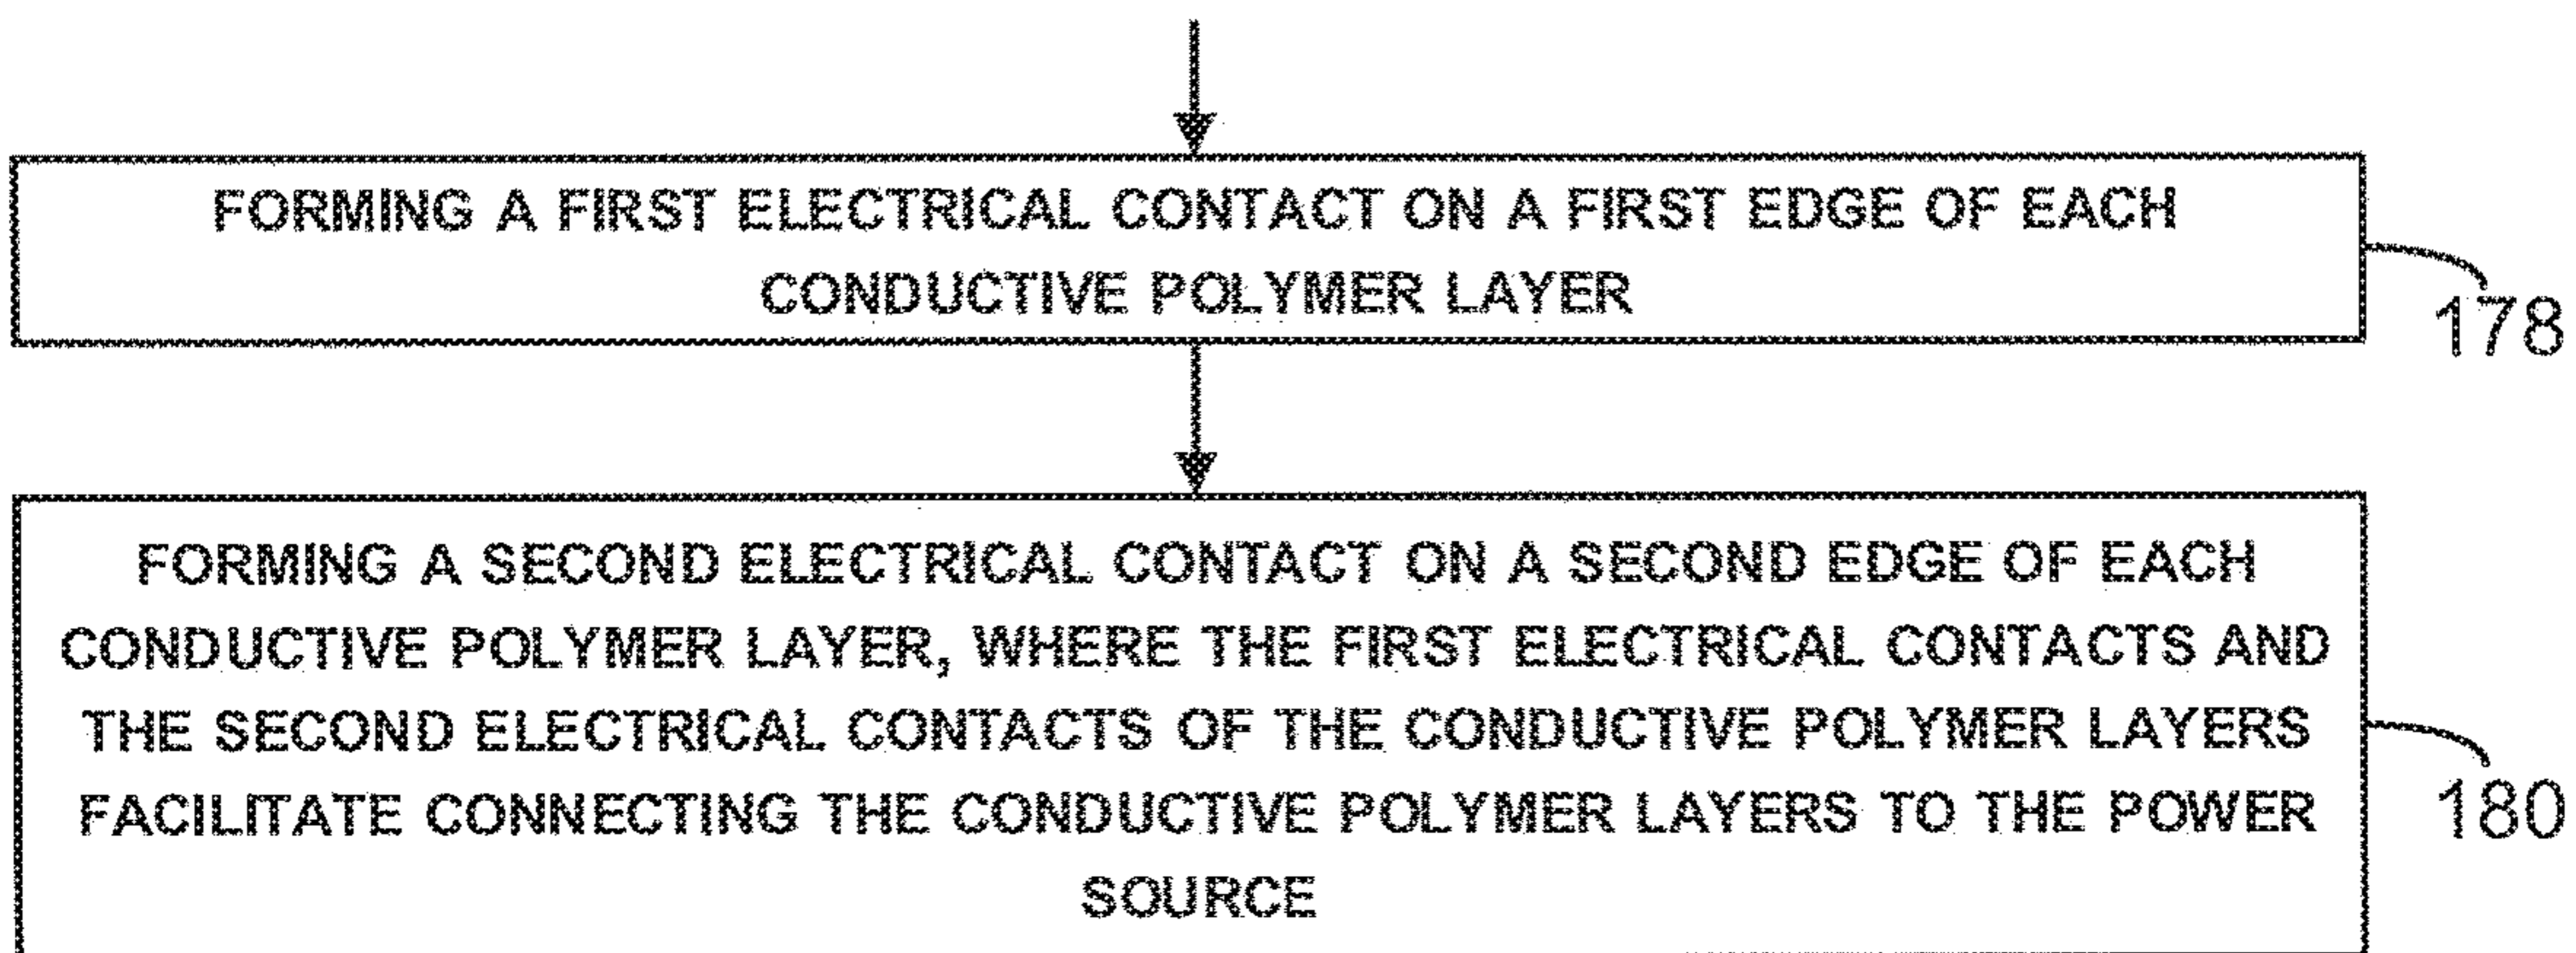 FORMING A FIRST ELECTRICAL CONTACT ON A FIRST EDGE OF EACH
CONDUCTIVE POLYMER LAYER
178
FORMING A SECOND ELECTRICAL CONTACT ON A SECOND EDGE OF EACH
CONDUCTIVE POLYMER LAYER, WHERE THE FIRST ELECTRICAL CONTACTS AND
THE SECOND ELECTRICAL CONTACTS OF THE CONDUCTIVE POLYMER LAYERS
FACILITATE CONNECTING THE CONDUCTIVE POLYMER LAYERS TO THE POWER
SOURCE
180